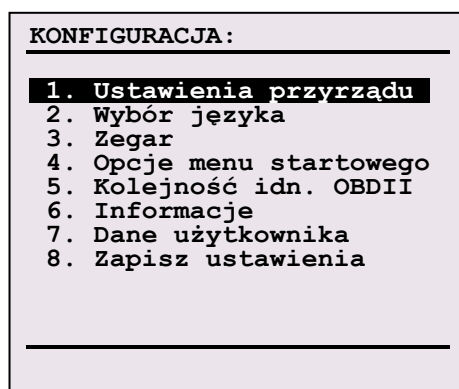 KONFIGURACJA:
1. Ustawienia przyrządu
2. Wybór języka
3. Zegar
4. Opcje menu startowego
5. Kolejność idn. OBDII
6. Informacje
7. Dane użytkownika
8. Zapisz ustawienia